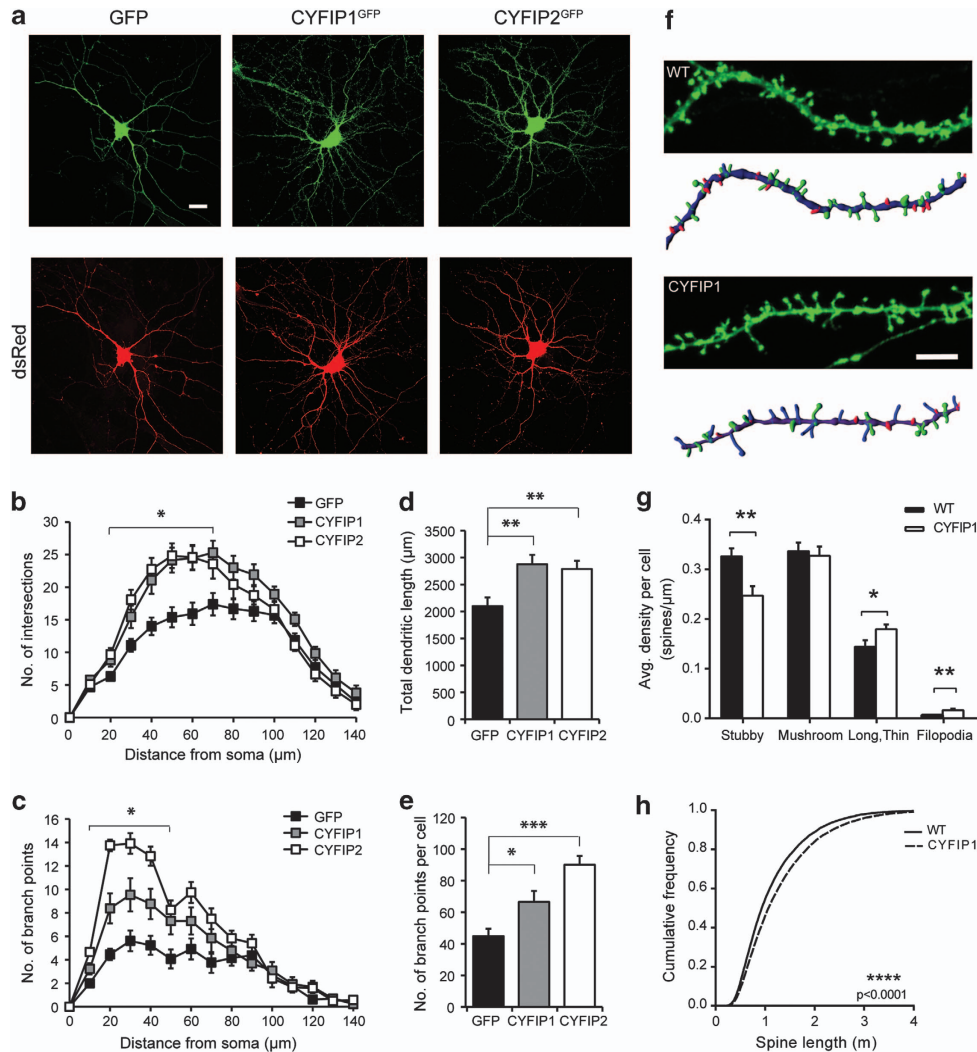 a
GFP
CYFIP1GFP
CYFIP2GFP
dsRed
b
*
GFP
CYFIP1
CYFIP2
No. of intersections
30
25
20
15
10
5
0
0 20 40 60 80 100 120 140
Distance from soma (µm)
c
*
GFP
CYFIP1
CYFIP2
No. of branch points
16
14
12
10
8
6
4
2
0
0 20 40 60 80 100 120 140
Distance from soma (µm)
d
**
**
Total dendritic length (µm)
3500
3000
2500
2000
1500
1000
500
0
GFP CYFIP1 CYFIP2
e
***
*
No. of branch points per cell
120
100
80
60
40
20
0
GFP CYFIP1 CYFIP2
f
WT
CYFIP1
g
WT
CYFIP1
**
*
**
Avg. density per cell
(spines/µm)
0.4
0.3
0.2
0.1
0.0
Stubby Mushroom Long,Thin Filopodia
h
WT
CYFIP1
Cumulative frequency
1.0
0.8
0.6
0.4
0.2
0.0
0 1 2 3 4
****
p<0.0001
Spine length (m)